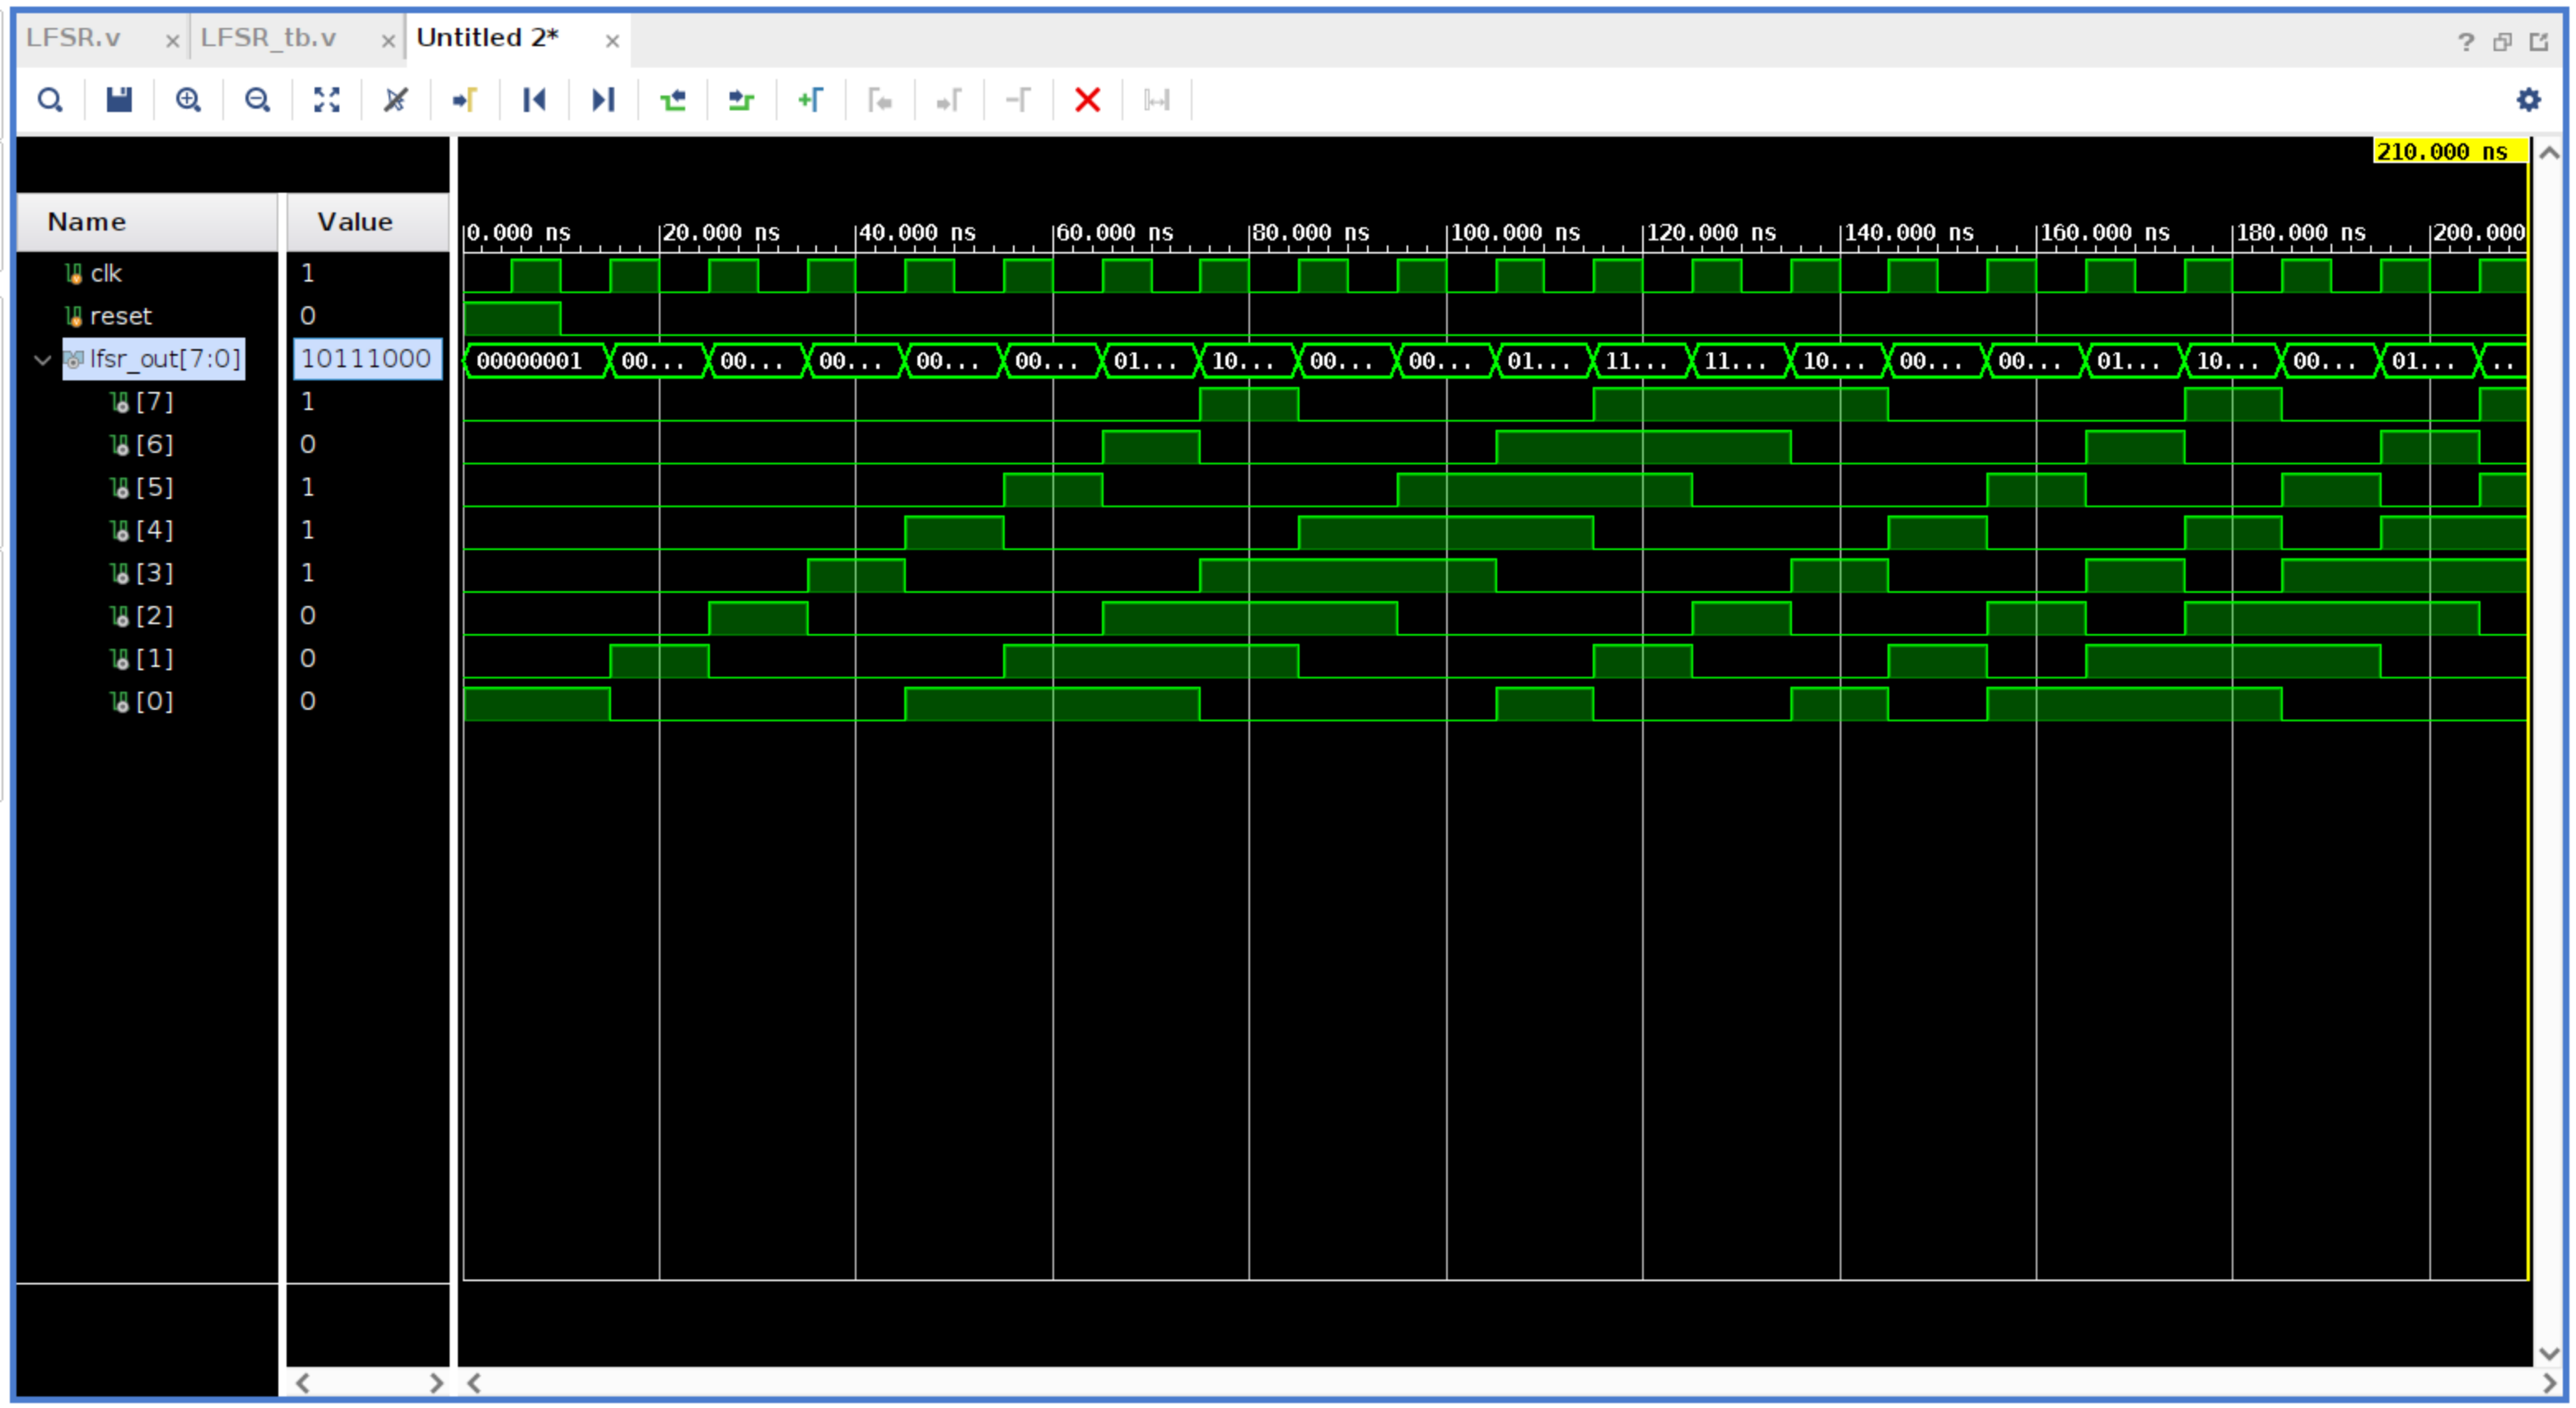 LFSR.v × LFSR_tb.v × Untitled 2* ×
210.000 ns
Name Value
0.000 ns 20.000 ns 40.000 ns 60.000 ns 80.000 ns 100.000 ns 120.000 ns 140.000 ns 160.000 ns 180.000 ns 200.000
clk 1
reset 0
lfsr_out[7:0] 10111000 00000001 00... 00... 00... 00... 00... 01... 10... 00... 00... 01... 11... 11... 10... 00... 00... 01... 10... 00... 01... ..
[7] 1
[6] 0
[5] 1
[4] 1
[3] 1
[2] 0
[1] 0
[0] 0